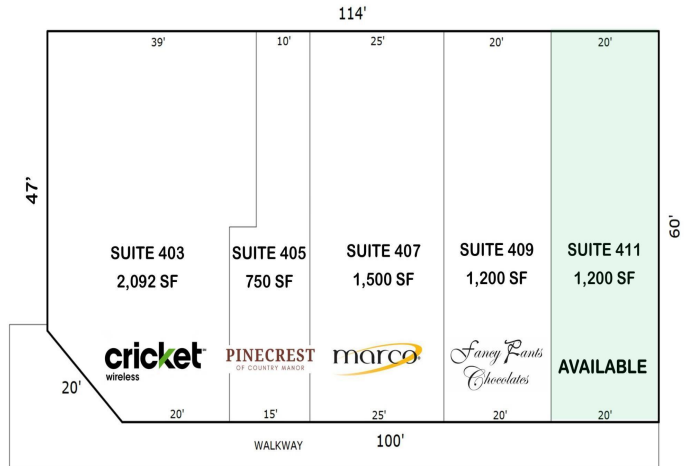 114'
39' 10' 25' 20' 20'
47'
60'
SUITE 403
2,092 SF
SUITE 405
750 SF
SUITE 407
1,500 SF
SUITE 409
1,200 SF
SUITE 411
1,200 SF
cricket™
wireless
PINECREST
OF COUNTRY MANOR
marco®
Fancy Pants
Chocolates
AVAILABLE
20'
20' 15' 25' 20' 20'
WALKWAY
100'